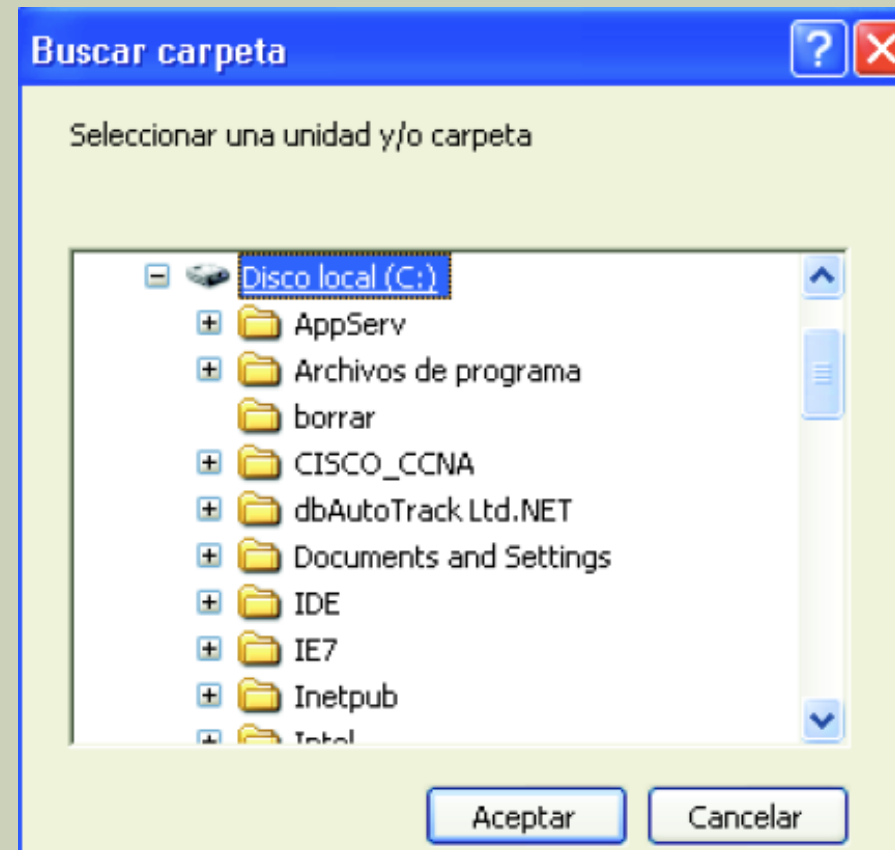 Buscar carpeta
Seleccionar una unidad y/o carpeta
Disco local (C:)
AppServ
Archivos de programa
borrar
CISCO_CCNA
dbAutoTrack Ltd.NET
Documents and Settings
IDE
IE7
Inetpub
Intel
Aceptar Cancelar